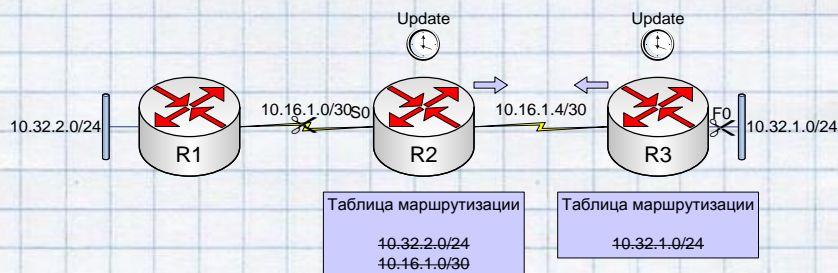 Update
Update
10.32.2.0/24
10.16.1.0/30
S0
10.16.1.4/30
F0
10.32.1.0/24
R1
R2
R3
Таблица маршрутизации
10.32.2.0/24
10.16.1.0/30
Таблица маршрутизации
10.32.1.0/24